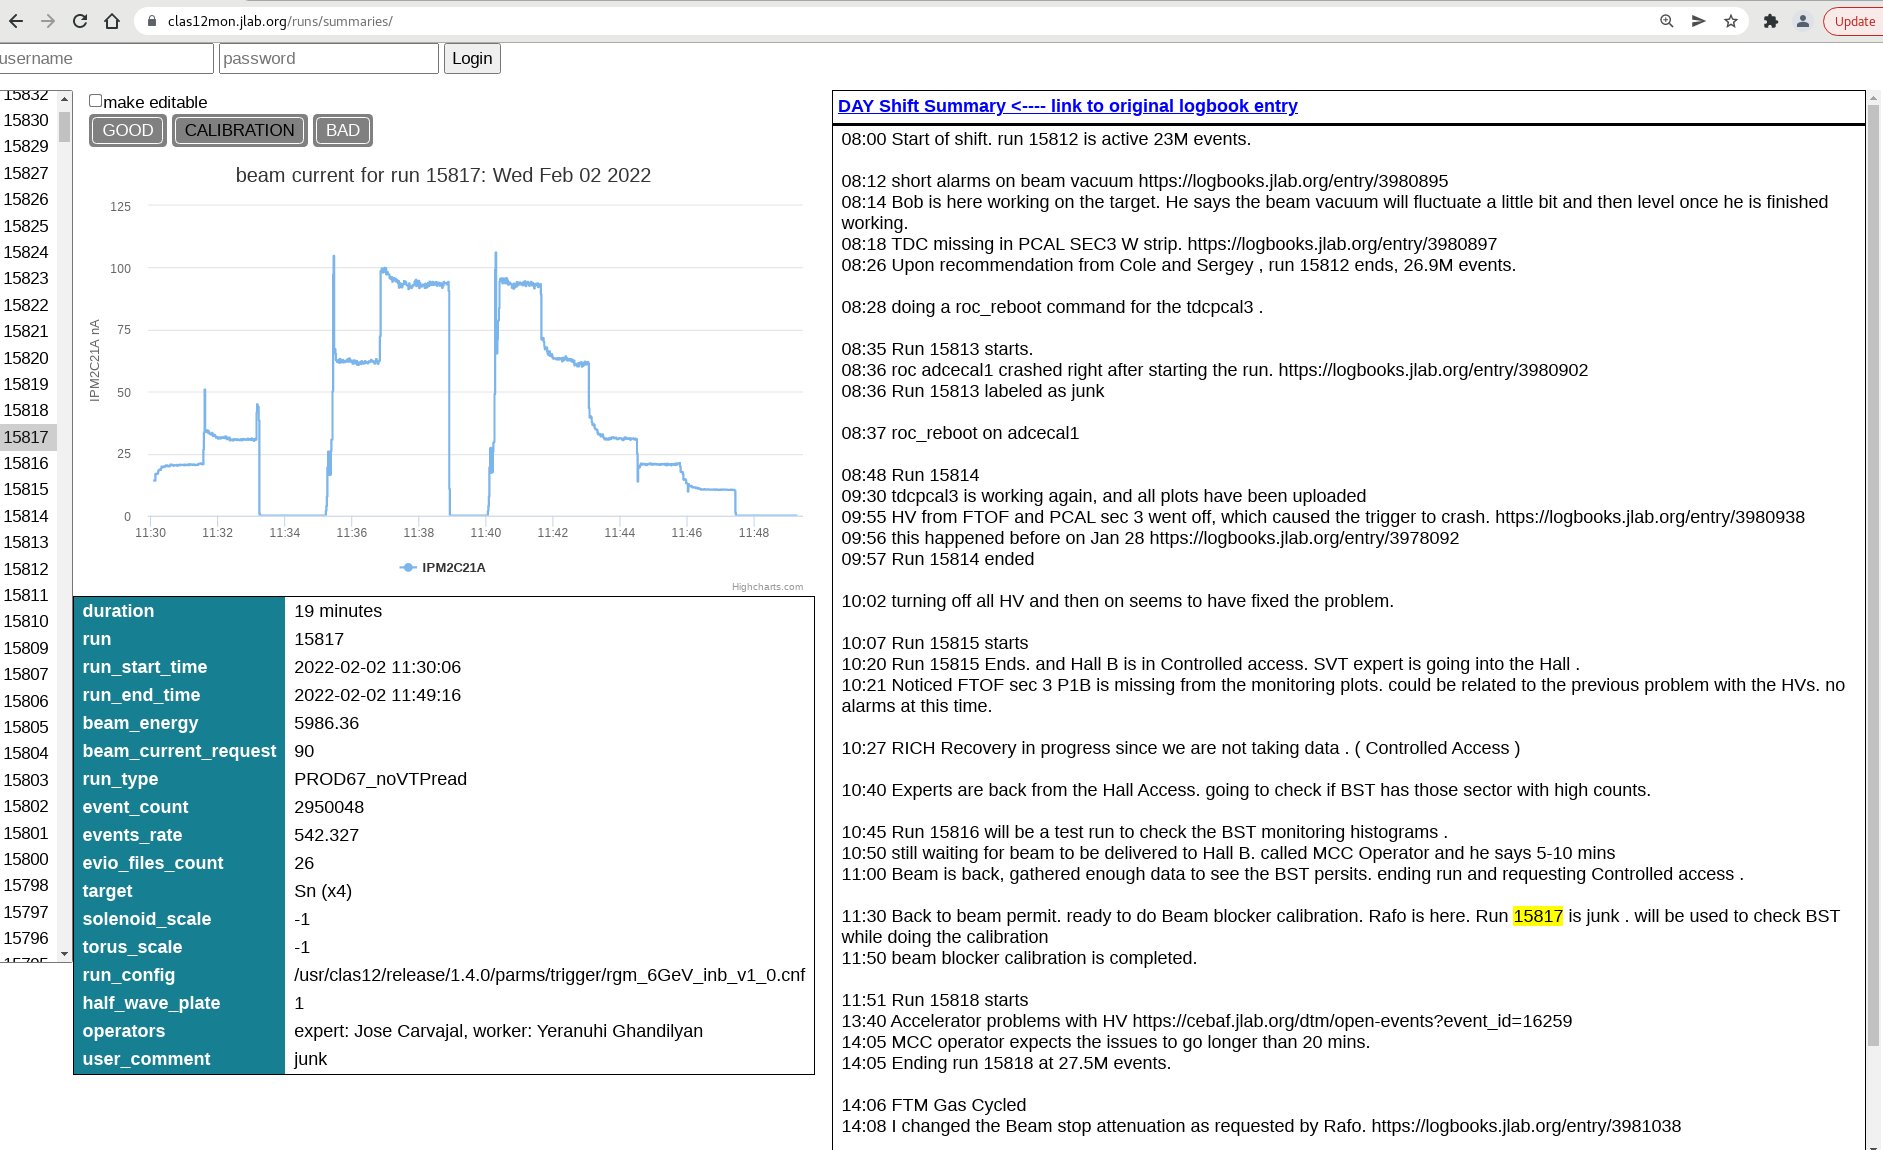 clas12mon.jlab.org/runs/summaries/
Update
username
password
Login
15832
15830
15829
15827
15826
15825
15824
15823
15822
15821
15820
15819
15818
15817
15816
15815
15814
15813
15812
15811
15810
15809
15807
15806
15805
15804
15803
15802
15801
15800
15798
15797
15796
15795
make editable
GOOD
CALIBRATION
BAD
beam current for run 15817: Wed Feb 02 2022
IPM2C21A nA
125
100
75
50
25
0
11:30
11:32
11:34
11:36
11:38
11:40
11:42
11:44
11:46
11:48
IPM2C21A
Highcharts.com
duration 19 minutes
run 15817
run_start_time 2022-02-02 11:30:06
run_end_time 2022-02-02 11:49:16
beam_energy 5986.36
beam_current_request 90
run_type PROD67_noVTPread
event_count 2950048
events_rate 542.327
evio_files_count 26
target Sn (x4)
solenoid_scale -1
torus_scale -1
run_config /usr/clas12/release/1.4.0/parms/trigger/rgm_6GeV_inb_v1_0.cnf
half_wave_plate 1
operators expert: Jose Carvajal, worker: Yeranuhi Ghandilyan
user_comment junk
DAY Shift Summary <---- link to original logbook entry
08:00 Start of shift. run 15812 is active 23M events.
08:12 short alarms on beam vacuum https://logbooks.jlab.org/entry/3980895
08:14 Bob is here working on the target. He says the beam vacuum will fluctuate a little bit and then level once he is finished
working.
08:18 TDC missing in PCAL SEC3 W strip. https://logbooks.jlab.org/entry/3980897
08:26 Upon recommendation from Cole and Sergey , run 15812 ends, 26.9M events.
08:28 doing a roc_reboot command for the tdcpcal3 .
08:35 Run 15813 starts.
08:36 roc adcecal1 crashed right after starting the run. https://logbooks.jlab.org/entry/3980902
08:36 Run 15813 labeled as junk
08:37 roc_reboot on adcecal1
08:48 Run 15814
09:30 tdcpcal3 is working again, and all plots have been uploaded
09:55 HV from FTOF and PCAL sec 3 went off, which caused the trigger to crash. https://logbooks.jlab.org/entry/3980938
09:56 this happened before on Jan 28 https://logbooks.jlab.org/entry/3978092
09:57 Run 15814 ended
10:02 turning off all HV and then on seems to have fixed the problem.
10:07 Run 15815 starts
10:20 Run 15815 Ends. and Hall B is in Controlled access. SVT expert is going into the Hall .
10:21 Noticed FTOF sec 3 P1B is missing from the monitoring plots. could be related to the previous problem with the HVs. no
alarms at this time.
10:27 RICH Recovery in progress since we are not taking data . ( Controlled Access )
10:40 Experts are back from the Hall Access. going to check if BST has those sector with high counts.
10:45 Run 15816 will be a test run to check the BST monitoring histograms .
10:50 still waiting for beam to be delivered to Hall B. called MCC Operator and he says 5-10 mins
11:00 Beam is back, gathered enough data to see the BST persits. ending run and requesting Controlled access .
11:30 Back to beam permit. ready to do Beam blocker calibration. Rafo is here. Run 15817 is junk . will be used to check BST
while doing the calibration
11:50 beam blocker calibration is completed.
11:51 Run 15818 starts
13:40 Accelerator problems with HV https://cebaf.jlab.org/dtm/open-events?event_id=16259
14:05 MCC operator expects the issues to go longer than 20 mins.
14:05 Ending run 15818 at 27.5M events.
14:06 FTM Gas Cycled
14:08 I changed the Beam stop attenuation as requested by Rafo. https://logbooks.jlab.org/entry/3981038